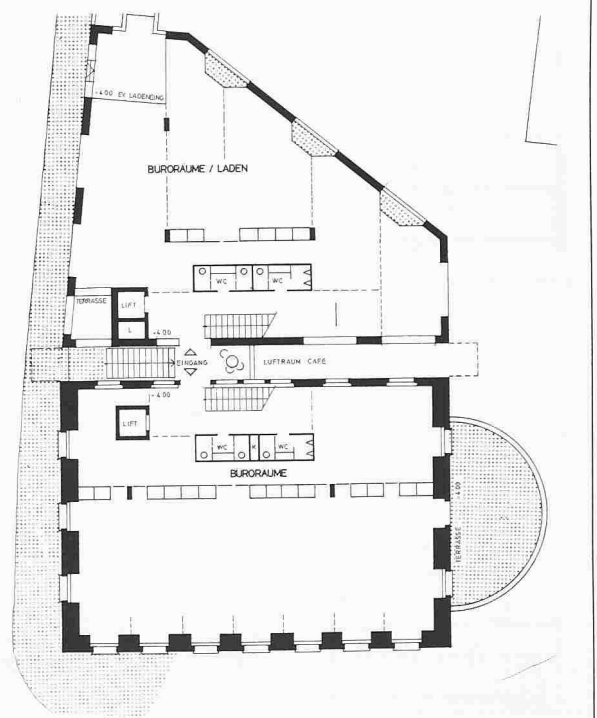 -4.00 EV. LADENEING.
BÜRORÄUME / LADEN
WC WC
TERRASSE
LIFT
L
-4.00
EINGANG
LUFTRAUM CAFE
-4.00
LIFT
WC K WC
BÜRORÄUME
-4.00
TERRASSE